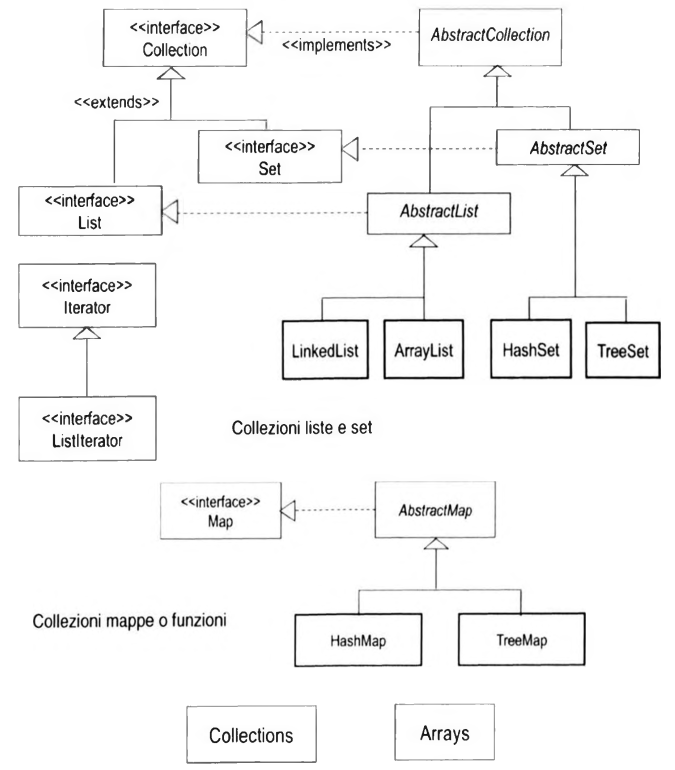 <<interface>>
Collection
<<implements>>
AbstractCollection
<<extends>>
<<interface>>
Set
AbstractSet
<<interface>>
List
AbstractList
<<interface>>
Iterator
LinkedList
ArrayList
HashSet
TreeSet
<<interface>>
ListIterator
Collezioni liste e set
<<interface>>
Map
AbstractMap
Collezioni mappe o funzioni
HashMap
TreeMap
Collections
Arrays